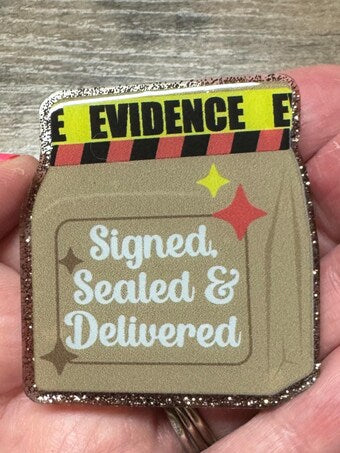 E EVIDENCE E
Signed,
Sealed &
Delivered